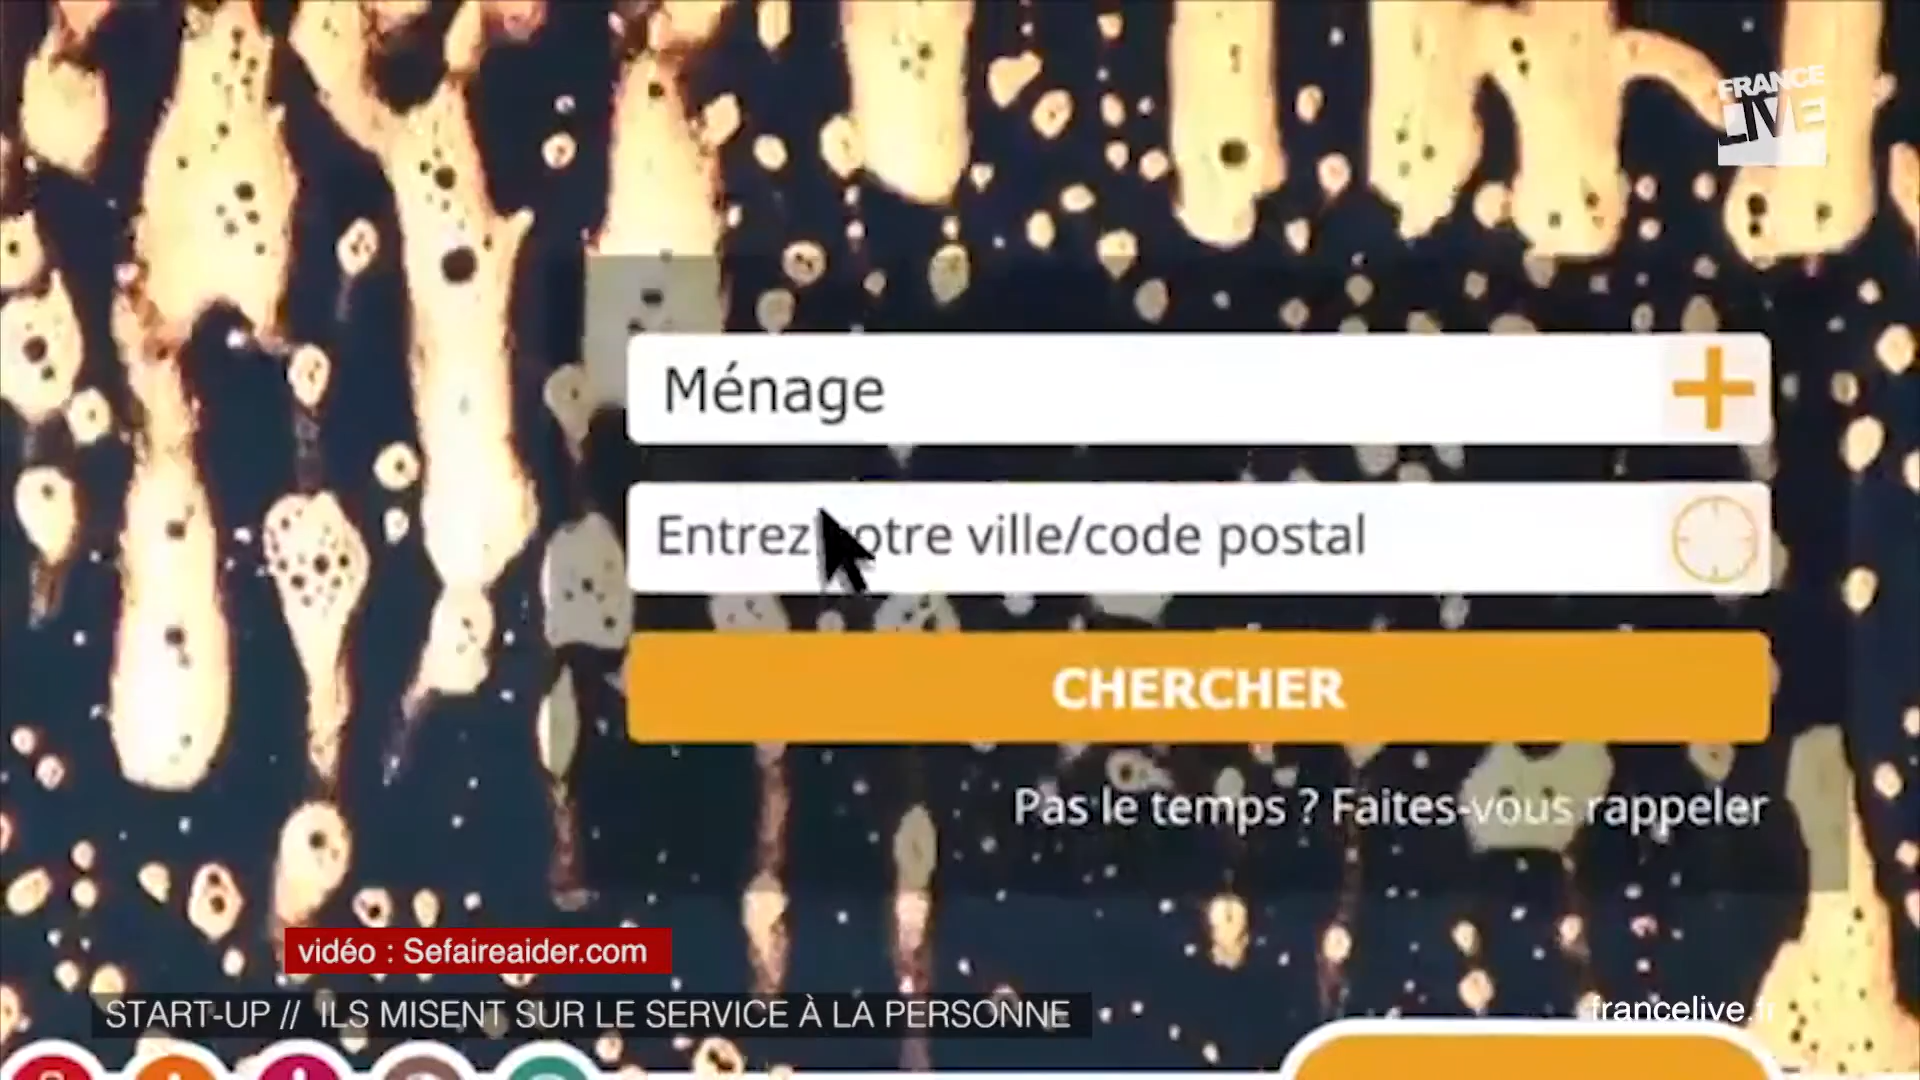 FRANCE
LIVE
Ménage
Entrez votre ville/code postal
CHERCHER
Pas le temps ? Faites-vous rappeler
vidéo : Sefaireaider.com
START-UP // ILS MISENT SUR LE SERVICE À LA PERSONNE
francelive.fr